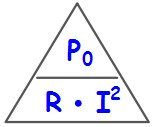 P₀
R • I²